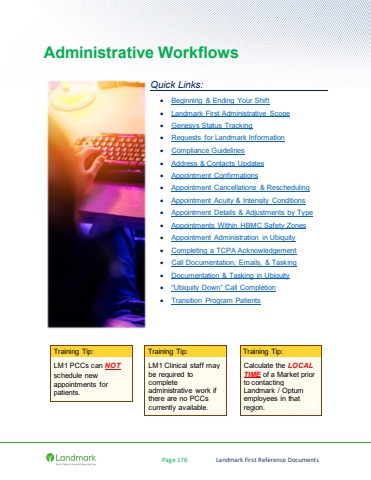 Administrative Workflows
Quick Links:
• Beginning & Ending Your Shift
• Landmark First Administrative Scope
• Genesys Status Tracking
• Requests for Landmark Information
• Compliance Guidelines
• Address & Contacts Updates
• Appointment Confirmations
• Appointment Cancellations & Rescheduling
• Appointment Acuity & Intensity Conditions
• Appointment Details & Adjustments by Type
• Appointments Within HBMC Safety Zones
• Appointment Administration in Ubiquity
• Completing a TCPA Acknowledgement
• Call Documentation, Emails, & Tasking
• Documentation & Tasking in Ubiquity
• “Ubiquity Down” Call Completion
• Transition Program Patients
Training Tip:
LM1 PCCs can NOT
schedule new
appointments for
patients.
Training Tip:
LM1 Clinical staff may
be required to
complete
administrative work if
there are no PCCs
currently available.
Training Tip:
Calculate the LOCAL
TIME of a Market prior
to contacting
Landmark / Optum
employees in that
region.
Landmark
Page 176
Landmark First Reference Documents